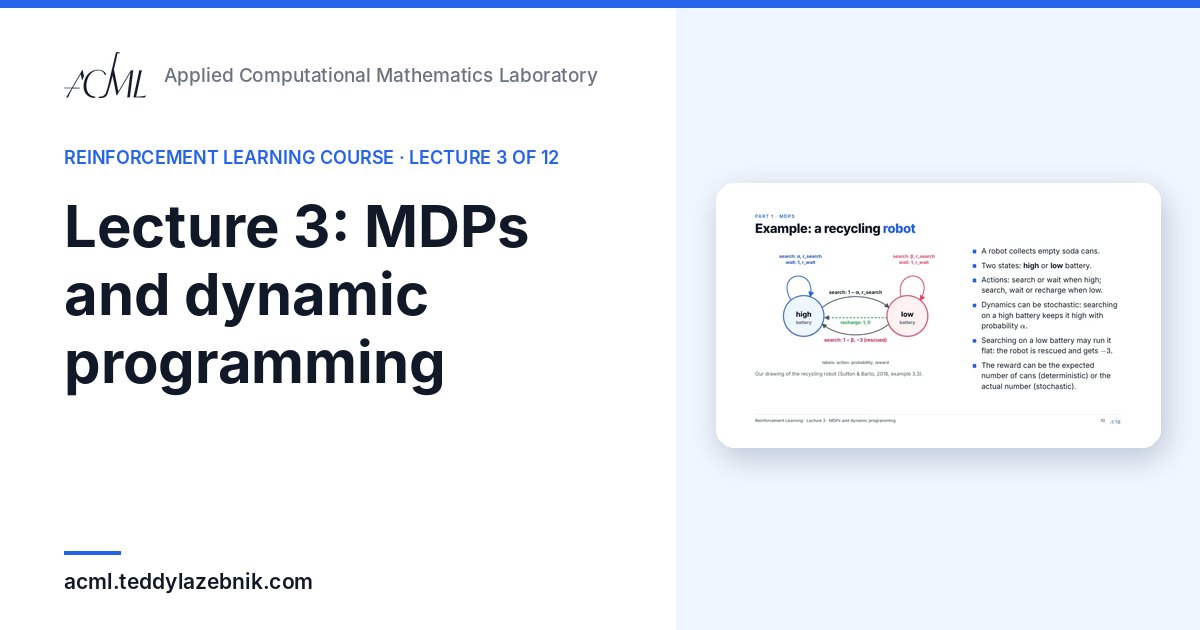 ACML
Applied Computational Mathematics Laboratory
REINFORCEMENT LEARNING COURSE · LECTURE 3 OF 12
Lecture 3: MDPs
and dynamic
programming
acml.teddylazebnik.com
PART 1 · MDPS
Example: a recycling robot
search: α, r_search
wait: 1, r_wait
search: β, r_search
wait: 1, r_wait
search: 1 − α, r_search
high
battery
low
battery
recharge: 1, 0
search: 1 − β, −3 (rescued)
labels: action: probability, reward
Our drawing of the recycling robot (Sutton & Barto, 2018, example 3.3).
A robot collects empty soda cans.
Two states: high or low battery.
Actions: search or wait when high;
search, wait or recharge when low.
Dynamics can be stochastic: searching
on a high battery keeps it high with
probability α.
Searching on a low battery may run it
flat: the robot is rescued and gets −3.
The reward can be the expected
number of cans (deterministic) or the
actual number (stochastic).
Reinforcement Learning · Lecture 3 · MDPs and dynamic programming
10 ACML